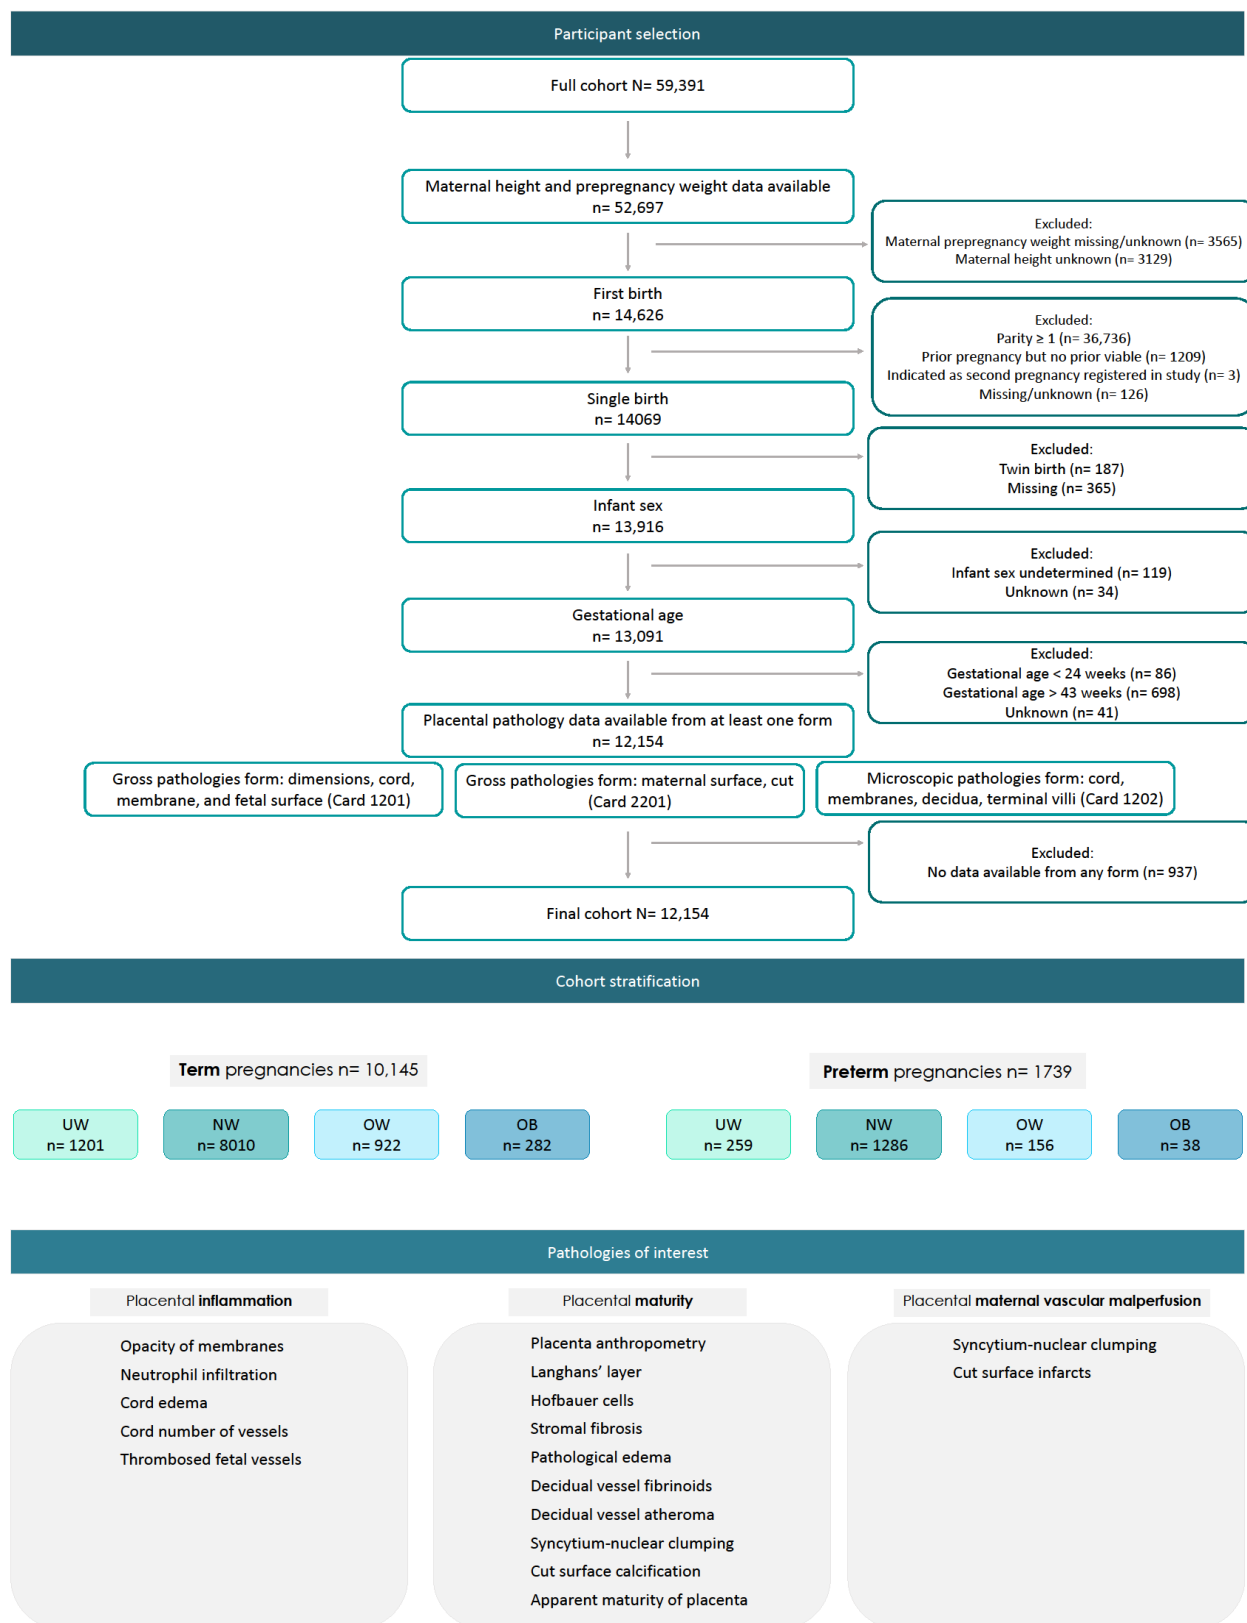 Participant selection
Full cohort N= 59,391
Maternal height and prepregnancy weight data available
n= 52,697
Excluded:
Maternal prepregnancy weight missing/unknown (n= 3565)
Maternal height unknown (n= 3129)
First birth
n= 14,626
Excluded:
Parity ≥ 1 (n= 36,736)
Prior pregnancy but no prior viable (n= 1209)
Indicated as second pregnancy registered in study (n= 3)
Missing/unknown (n= 126)
Single birth
n= 14069
Excluded:
Twin birth (n= 187)
Missing (n= 365)
Infant sex
n= 13,916
Excluded:
Infant sex undetermined (n= 119)
Unknown (n= 34)
Gestational age
n= 13,091
Excluded:
Gestational age < 24 weeks (n= 86)
Gestational age > 43 weeks (n= 698)
Unknown (n= 41)
Placental pathology data available from at least one form
n= 12,154
Gross pathologies form: dimensions, cord,
membrane, and fetal surface (Card 1201)
Gross pathologies form: maternal surface, cut
(Card 2201)
Microscopic pathologies form: cord,
membranes, decidua, terminal villi (Card 1202)
Excluded:
No data available from any form (n= 937)
Final cohort N= 12,154
Cohort stratification
Term pregnancies n= 10,145
UW
n= 1201
NW
n= 8010
OW
n= 922
OB
n= 282
Preterm pregnancies n= 1739
UW
n= 259
NW
n= 1286
OW
n= 156
OB
n= 38
Pathologies of interest
Placental inflammation
Opacity of membranes
Neutrophil infiltration
Cord edema
Cord number of vessels
Thrombosed fetal vessels
Placental maturity
Placenta anthropometry
Langhans’ layer
Hofbauer cells
Stromal fibrosis
Pathological edema
Decidual vessel fibrinoids
Decidual vessel atheroma
Syncytium-nuclear clumping
Cut surface calcification
Apparent maturity of placenta
Placental maternal vascular malperfusion
Syncytium-nuclear clumping
Cut surface infarcts